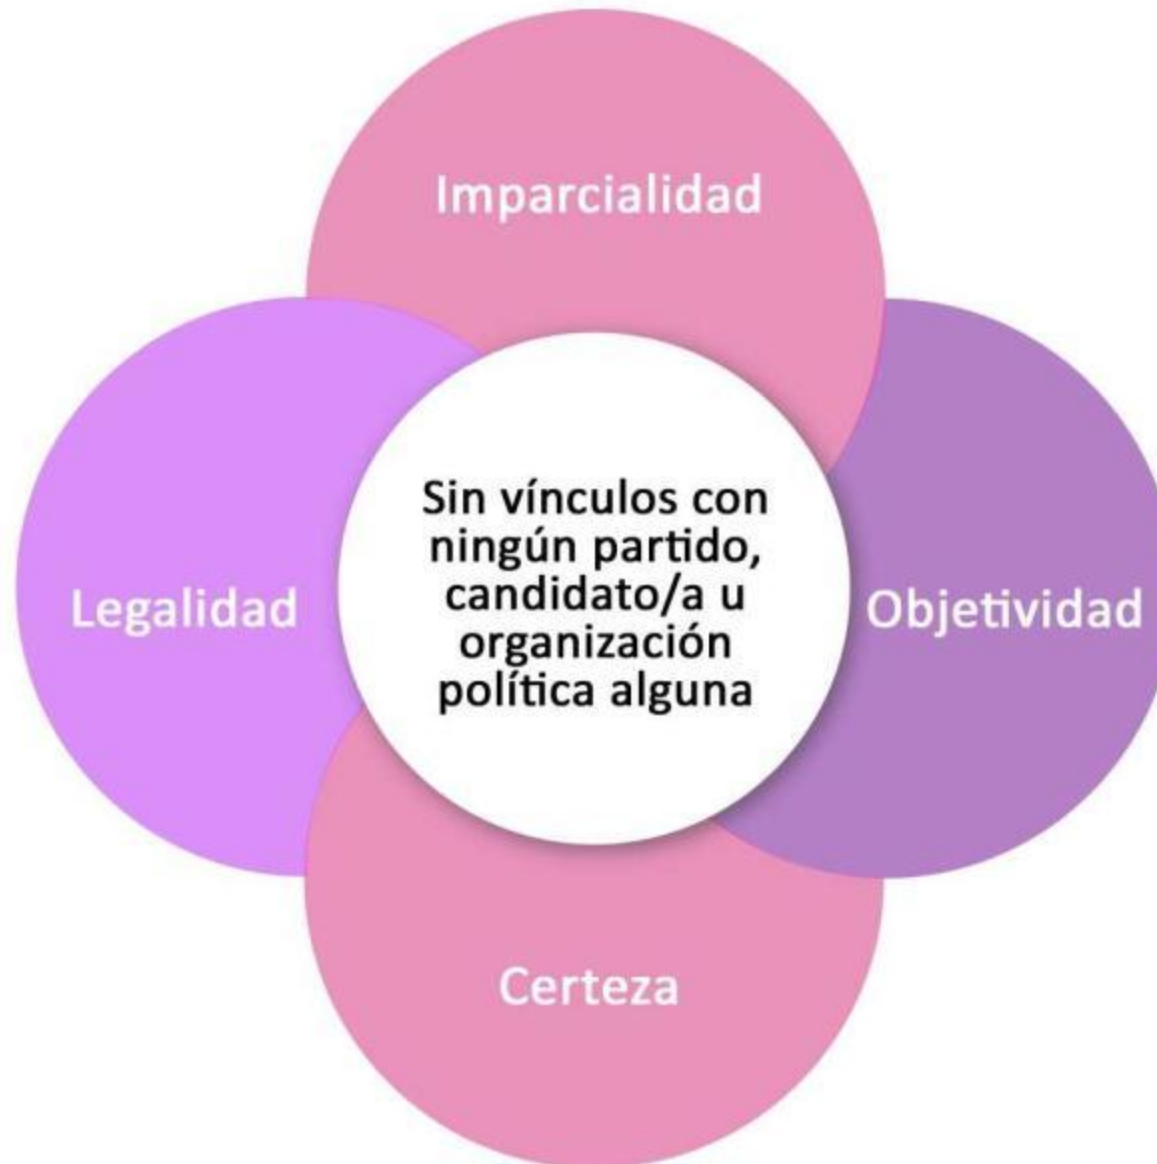 Imparcialidad
Sin vínculos con
ningún partido,
candidato/a u
organización
política alguna
Legalidad
Objetividad
Certeza